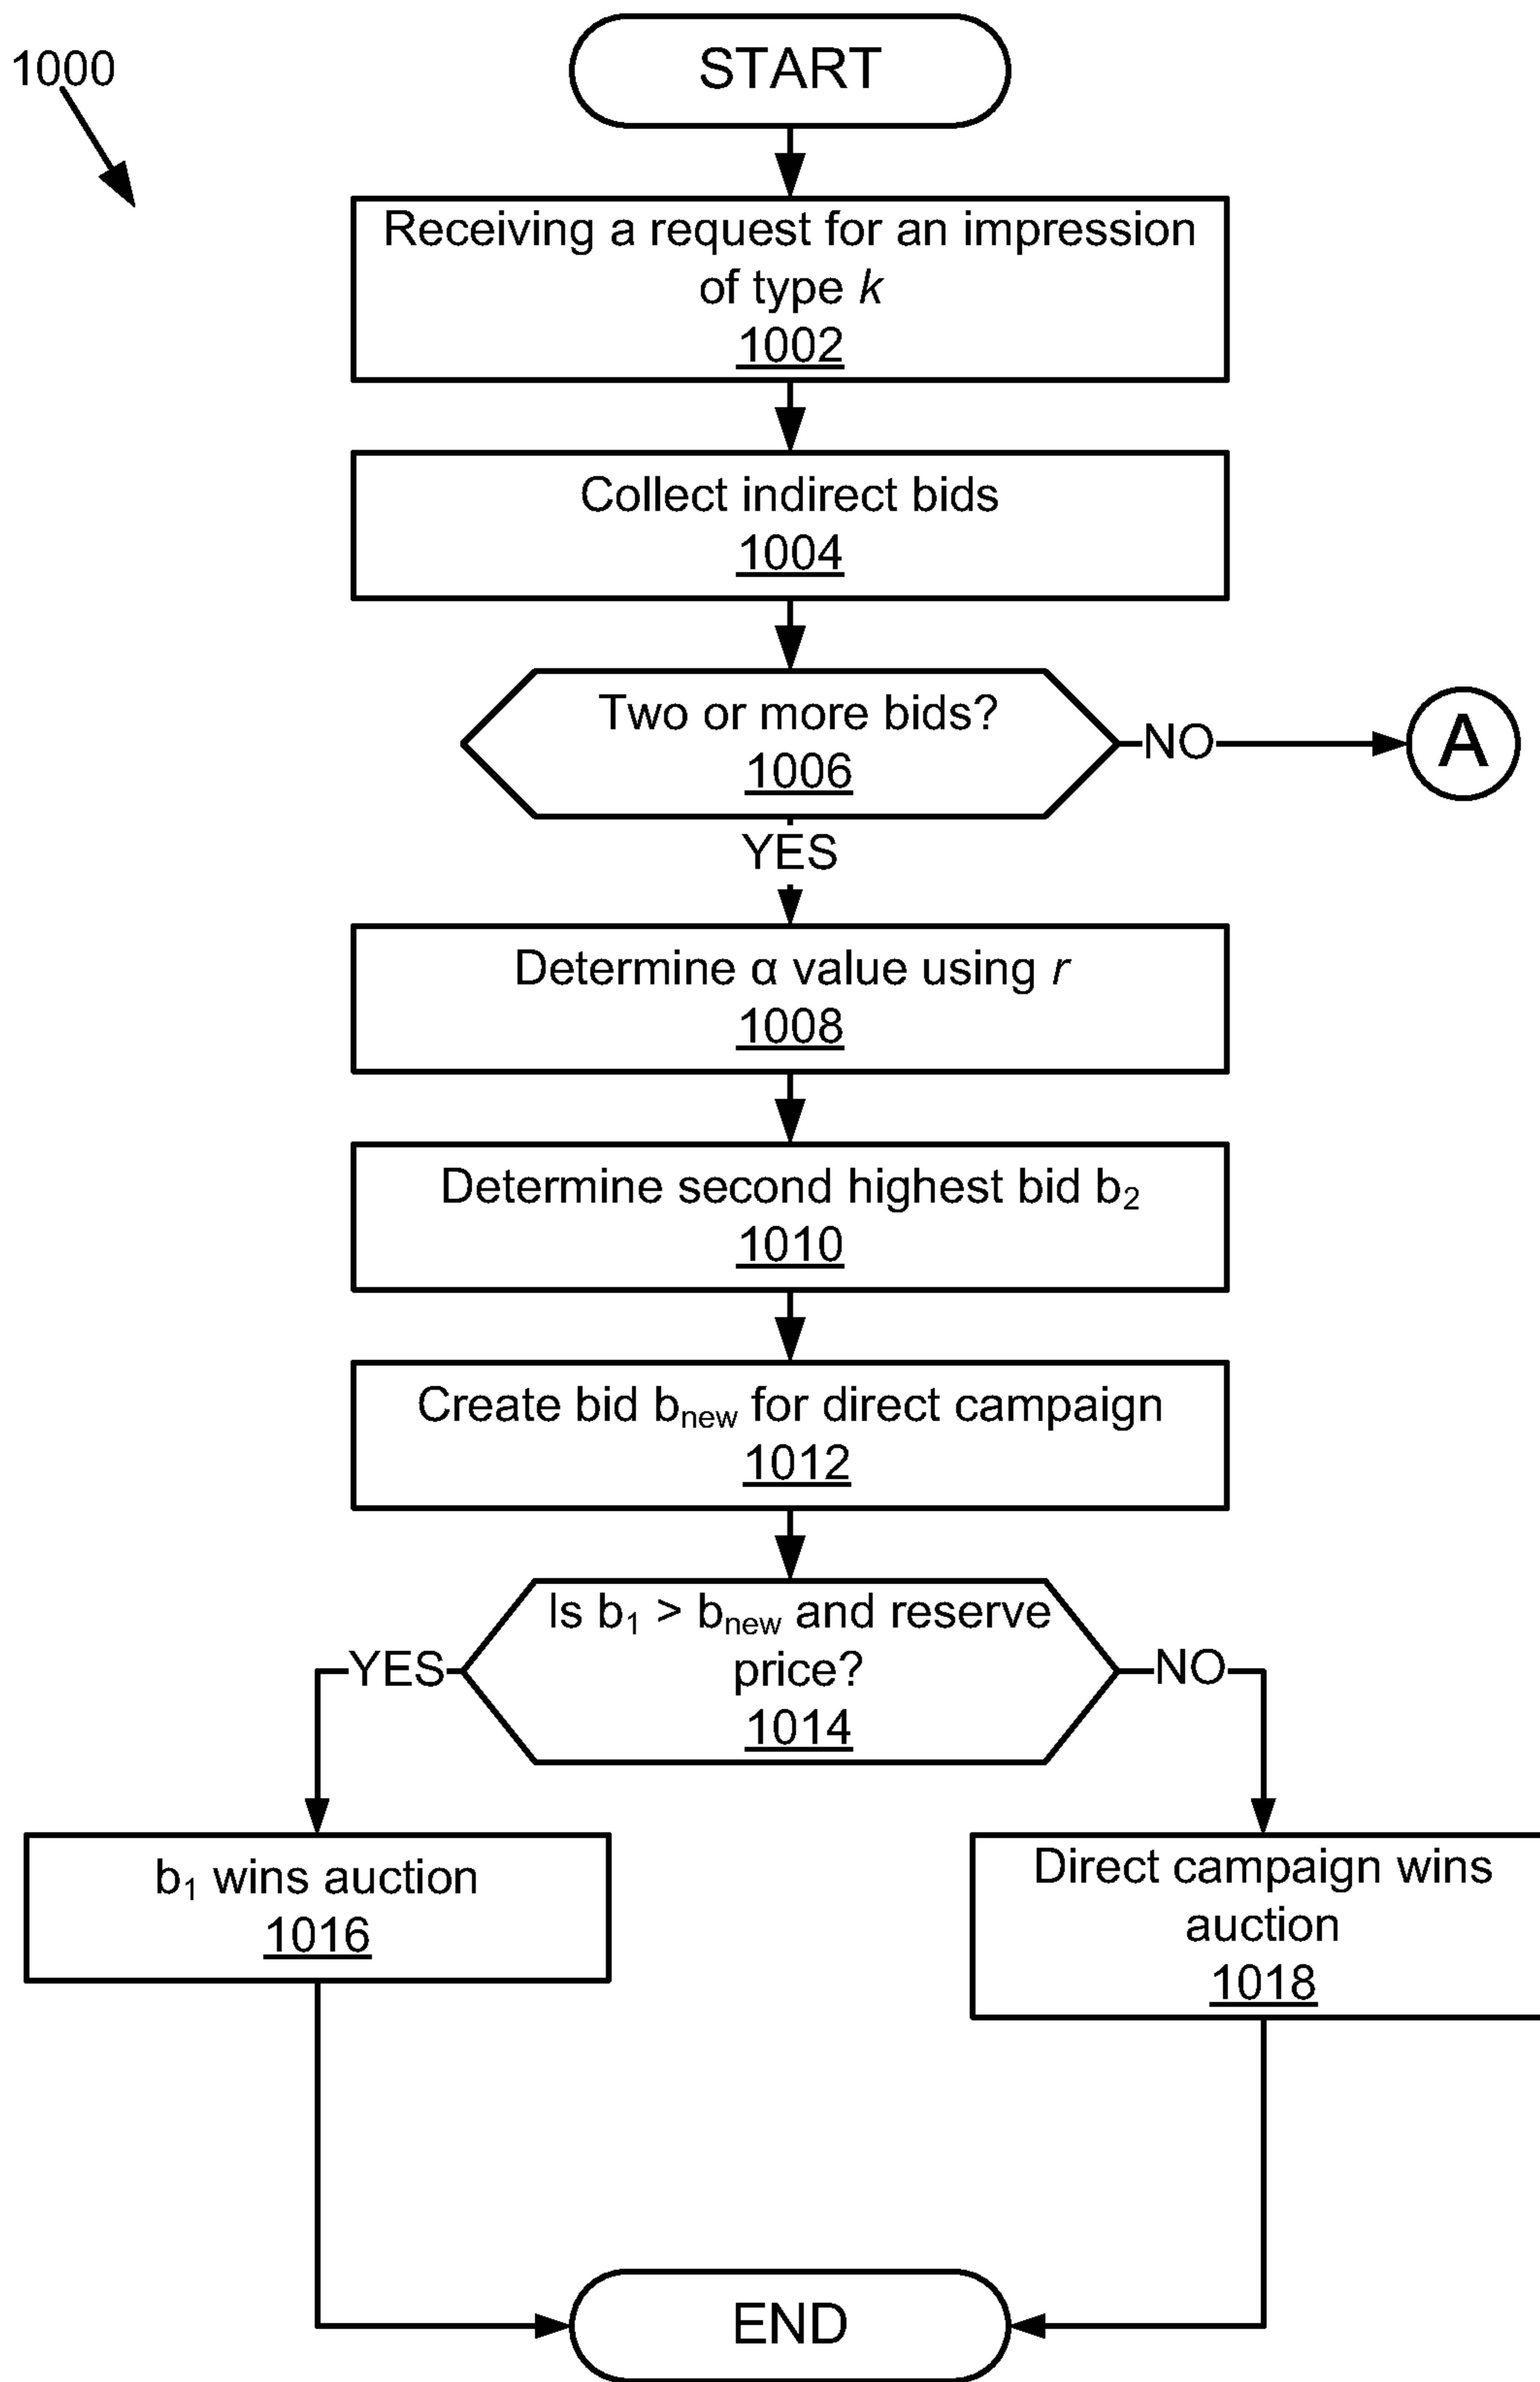 1000
START
Receiving a request for an impression
of type k
1002
Collect indirect bids
1004
Two or more bids?
1006
NO
A
YES
Determine α value using r
1008
Determine second highest bid b₂
1010
Create bid bnew for direct campaign
1012
Is b₁ > bnew and reserve
price?
1014
YES
NO
b₁ wins auction
1016
Direct campaign wins
auction
1018
END